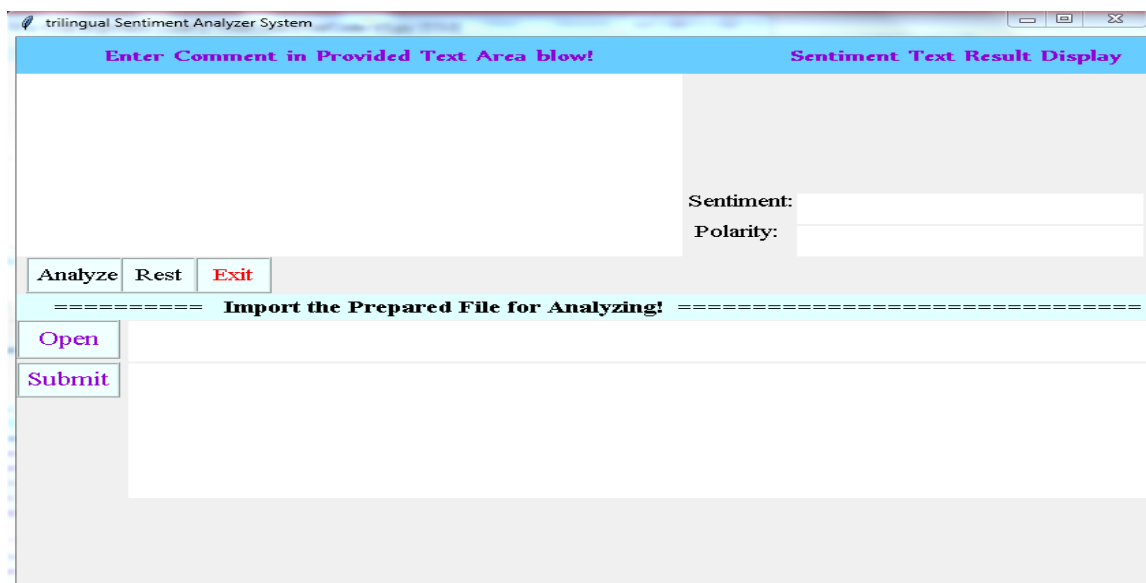 trilingual Sentiment Analyzer System
Enter Comment in Provided Text Area blow! Sentiment Text Result Display
Sentiment:
Polarity:
Analyze Rest Exit
========== Import the Prepared File for Analyzing! ===============================
Open
Submit